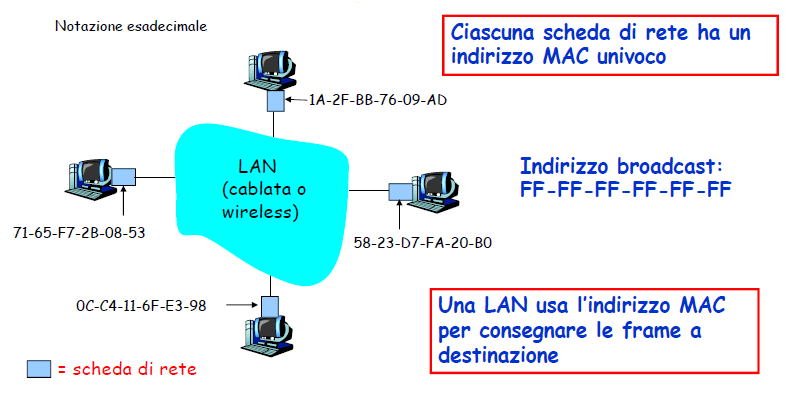 Notazione esadecimale
Ciascuna scheda di rete ha un
indirizzo MAC univoco
1A-2F-BB-76-09-AD
LAN
(cablata o
wireless)
Indirizzo broadcast:
FF-FF-FF-FF-FF-FF
71-65-F7-2B-08-53
58-23-D7-FA-20-B0
0C-C4-11-6F-E3-98
Una LAN usa l'indirizzo MAC
per consegnare le frame a
destinazione
= scheda di rete